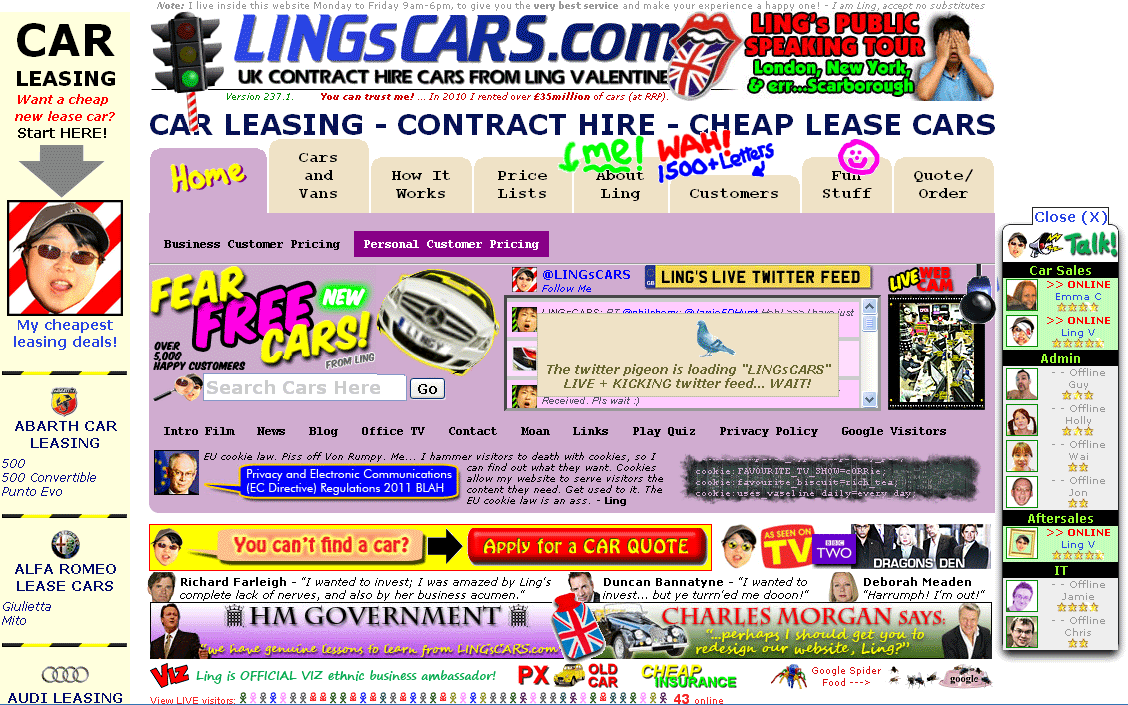 Note: I live inside this website Monday to Friday 9am-6pm, to give you the very best service and make your experience a happy one! - I am Ling, accept no substitutes
CAR
LEASING
Want a cheap
new lease car?
Start HERE!
My cheapest
leasing deals!
ABARTH CAR
LEASING
500
500 Convertible
Punto Evo
ALFA ROMEO
LEASE CARS
Giulietta
Mito
AUDI LEASING
LINGsCARS.com
UK CONTRACT HIRE CARS FROM LING VALENTINE
LING's PUBLIC
SPEAKING TOUR
London, New York,
& err...Scarborough
Version 237.1. You can trust me! ... In 2010 I rented over £35million of cars (at RRP).
CAR LEASING - CONTRACT HIRE - CHEAP LEASE CARS
me!
WAH!
1500+Letters
Home
Cars
and
Vans
How It
Works
Price
Lists
About
Ling
Customers
Fun
Stuff
Quote/
Order
Business Customer Pricing
Personal Customer Pricing
FEAR
FREE
NEW
CARS!
FROM LING
OVER
5,000
HAPPY CUSTOMERS
Search Cars Here
Go
@LINGsCARS
Follow Me
GB
LING'S LIVE TWITTER FEED
The twitter pigeon is loading "LINGsCARS"
LIVE + KICKING twitter feed... WAIT!
Received. Pls wait :)
LIVE WEB
CAM
Intro Film News Blog Office TV Contact Moan Links Play Quiz Privacy Policy Google Visitors
EU cookie law. Piss off Von Rumpy. Me... I hammer visitors to death with cookies, so I
can find out what they want. Cookies
allow my website to serve visitors the
content they need. Get used to it. The
EU cookie law is an ass. - Ling
Privacy and Electronic Communications
(EC Directive) Regulations 2011 BLAH
cookie:FAVOURITE_TV_SHOW=cORRie;
cookie:favourite_biscuit=rich_tea;
cookie:uses_vaseline_daily=every_day;
You can't find a car?
Apply for a CAR QUOTE
AS SEEN ON
TV
BBC
TWO
DRAGONS DEN
Richard Farleigh - "I wanted to invest; I was amazed by Ling's
complete lack of nerves, and also by her business acumen."
Duncan Bannatyne - "I wanted to
invest... but ye turrn'ed me dooon!"
Deborah Meaden
"Harrumph! I'm out!"
HM GOVERNMENT
"we have genuine lessons to learn from LINGsCARS.com"
CHARLES MORGAN SAYS:
"...perhaps I should get you to
redesign our website, Ling?"
VIZ
Ling is OFFICIAL VIZ ethnic business ambassador!
PX
OLD
CAR
CHEAP
INSURANCE
Google Spider
Food --->
google
View LIVE visitors:
43 online
Close (X)
Talk!
Car Sales
>> ONLINE
Emma C
>> ONLINE
Ling V
Admin
- - Offline
Guy
- - Offline
Holly
- - Offline
Wai
- - Offline
Jon
Aftersales
>> ONLINE
Ling V
IT
- - Offline
Jamie
- - Offline
Chris